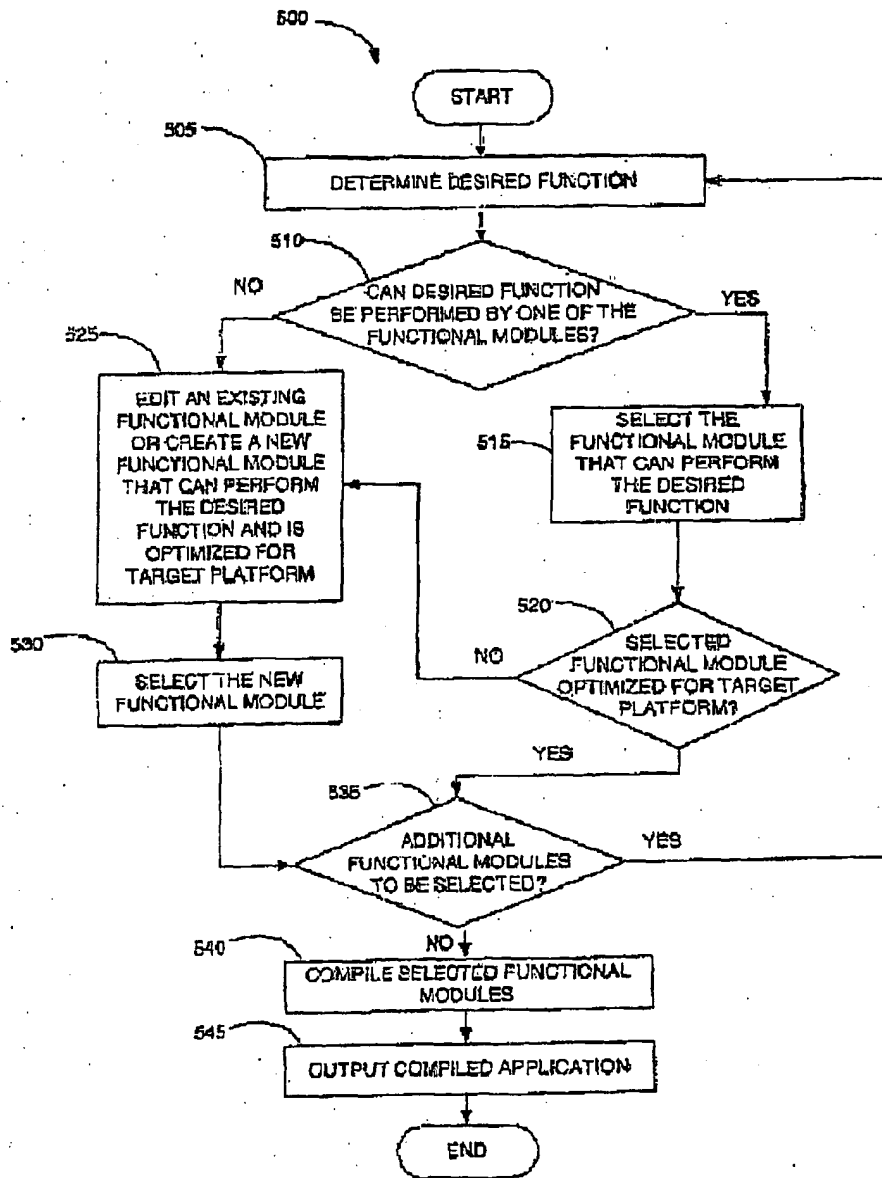 500
START
505
DETERMINE DESIRED FUNCTION
510
NO
CAN DESIRED FUNCTION
BE PERFORMED BY ONE OF THE
FUNCTIONAL MODULES?
YES
525
EDIT AN EXISTING
FUNCTIONAL MODULE
OR CREATE A NEW
FUNCTIONAL MODULE
THAT CAN PERFORM
THE DESIRED
FUNCTION AND IS
OPTIMIZED FOR
TARGET PLATFORM
515
SELECT THE
FUNCTIONAL MODULE
THAT CAN PERFORM
THE DESIRED
FUNCTION
520
NO
SELECTED
FUNCTIONAL MODULE
OPTIMIZED FOR TARGET
PLATFORM?
530
SELECT THE NEW
FUNCTIONAL MODULE
YES
535
ADDITIONAL
FUNCTIONAL MODULES
TO BE SELECTED?
YES
NO
540
COMPILE SELECTED FUNCTIONAL
MODULES
545
OUTPUT COMPILED APPLICATION
END